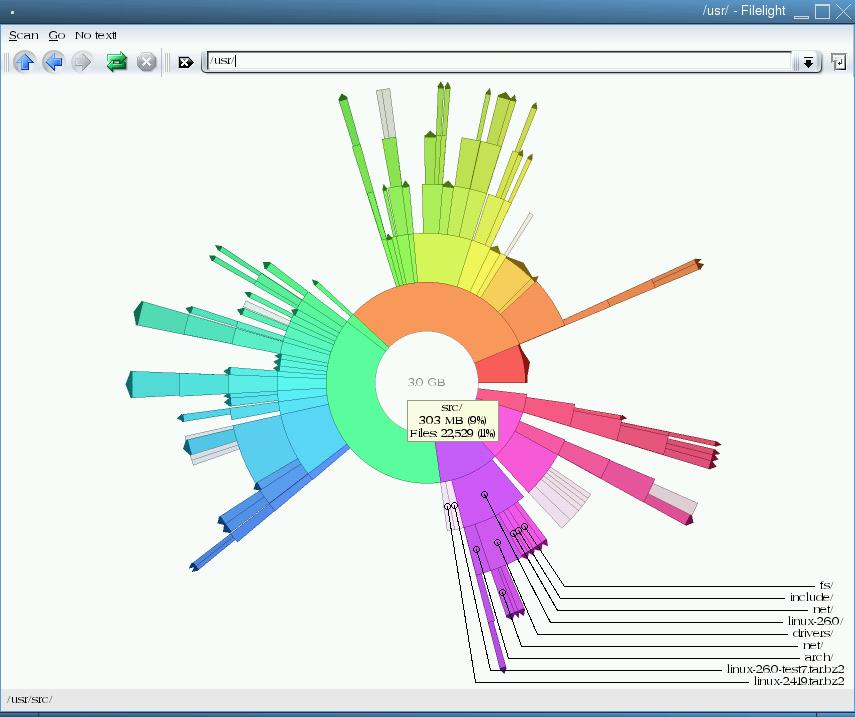 /usr/ - Filelight
Scan Go No text!
/usr/
3.0 GB
src/
303 MB (9%)
Files: 22,529 (11%)
fs/
include/
net/
linux-2.6.0/
drivers/
net/
arch/
linux-2.6.0-test7.tar.bz2
linux-2.4.19.tar.bz2
/usr/src/